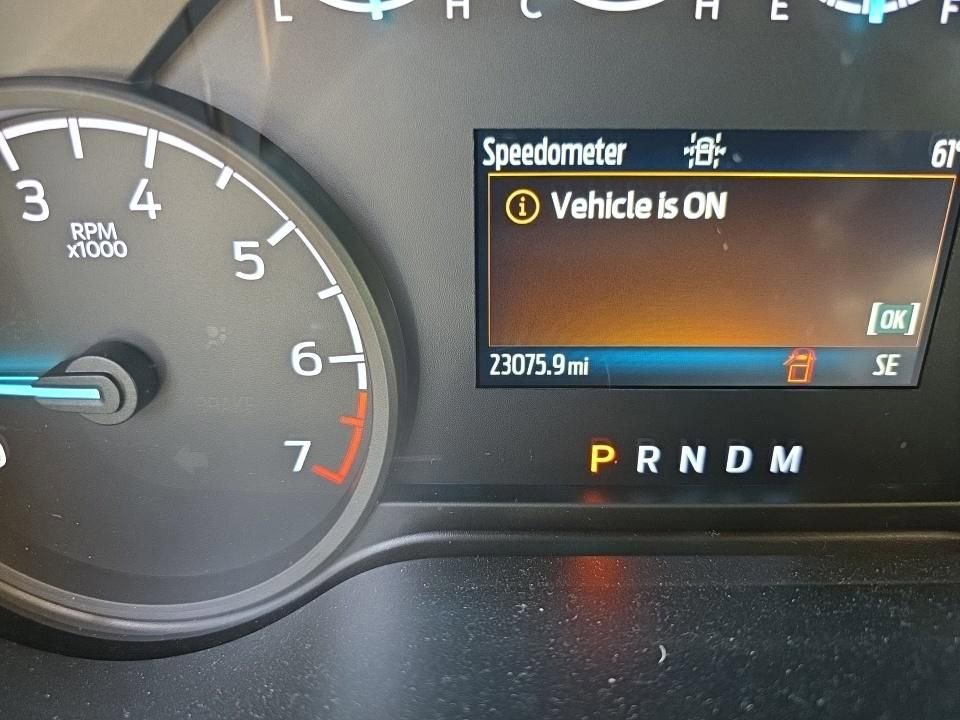 L H C H E F
Speedometer 61°
3 4 5 6 7
RPM
x1000
Vehicle is ON
[OK]
23075.9 mi SE
P R N D M